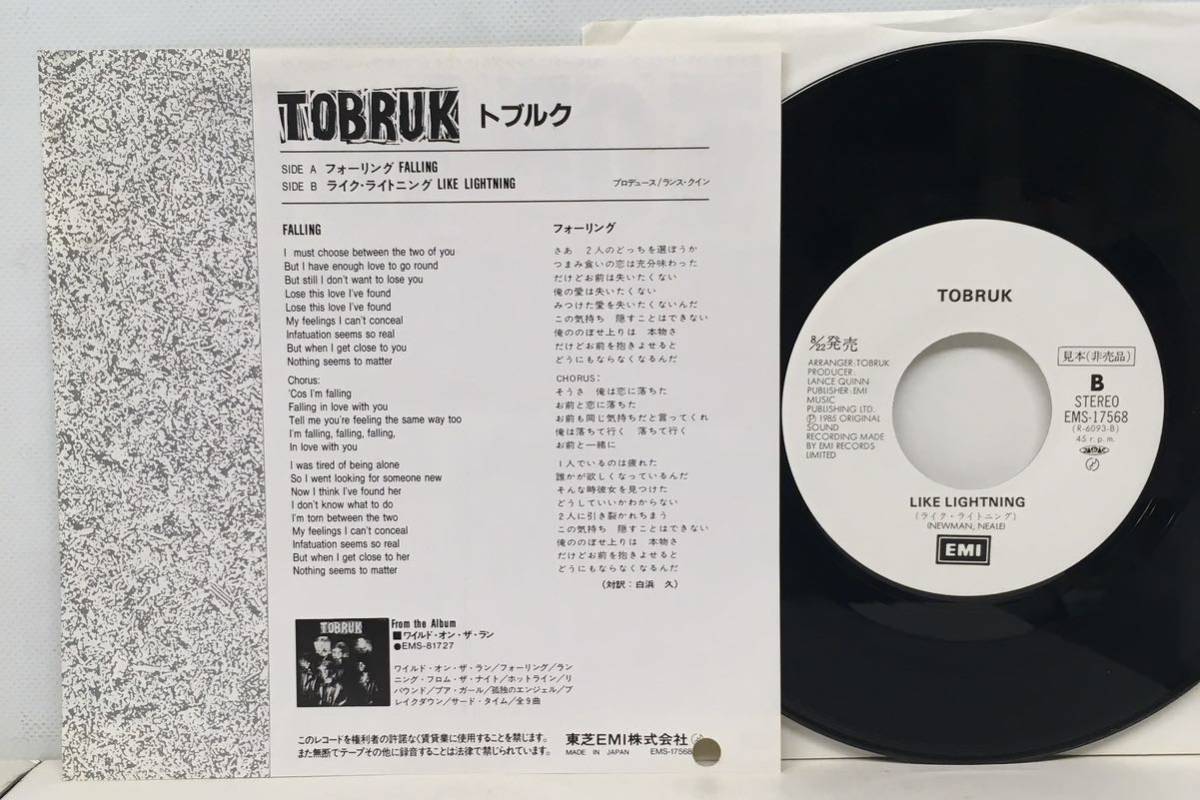 TOBRUK トブルク
SIDE A フォーリング FALLING
SIDE B ライク・ライトニング LIKE LIGHTNING
プロデュース/ランス・クイン
FALLING
I must choose between the two of you
But I have enough love to go round
But still I don't want to lose you
Lose this love I've found
Lose this love I've found
My feelings I can't conceal
Infatuation seems so real
But when I get close to you
Nothing seems to matter
Chorus:
'Cos I'm falling
Falling in love with you
Tell me you're feeling the same way too
I'm falling, falling, falling,
In love with you
I was tired of being alone
So I went looking for someone new
Now I think I've found her
I don't know what to do
I'm torn between the two
My feelings I can't conceal
Infatuation seems so real
But when I get close to her
Nothing seems to matter
フォーリング
さあ 2人のどっちを選ぼうか
つまみ食いの恋は充分味わった
だけどお前は失いたくない
俺の愛は失いたくない
みつけた愛を失いたくないんだ
この気持ち 隠すことはできない
俺ののぼせ上りは 本物さ
だけどお前を抱きよせると
どうにもならなくなるんだ
CHORUS:
そうさ 俺は恋に落ちた
お前と恋に落ちた
お前も同じ気持ちだと言ってくれ
俺は落ちて行く 落ちて行く
お前と一緒に
1人でいるのは疲れた
誰かが欲しくなっているんだ
そんな時彼女を見つけた
どうしていいかわからない
2人に引き裂かれちまう
この気持ち 隠すことはできない
俺ののぼせ上りは 本物さ
だけどお前を抱きよせると
どうにもならなくなるんだ
(対訳:白浜 久)
TOBRUK
From the Album
■ワイルド・オン・ザ・ラン
●EMS-81727
ワイルド・オン・ザ・ラン/フォーリング/ラン
ニング・フロム・ザ・ナイト/ホットライン/リ
バウンド/プア・ガール/孤独のエンジェル/ブ
レイクダウン/サード・タイム/全9曲
このレコードを権利者の許諾なく賃貸業に使用することを禁じます。
また無断でテープその他に録音することは法律で禁じられています。
東芝EMI株式会社
MADE IN JAPAN EMS-17568
TOBRUK
8/22発売
ARRANGER:TOBRUK
PRODUCER:
LANCE QUINN
PUBLISHER:EMI
MUSIC
PUBLISHING LTD.
Ⓟ 1985 ORIGINAL
SOUND
RECORDING MADE
BY EMI RECORDS
LIMITED
見本(非売品)
B
STEREO
EMS-17568
(R-6093-B)
45 r.p.m.
JASRAC
LIKE LIGHTNING
(ライク・ライトニング)
(NEWMAN, NEALE)
EMI